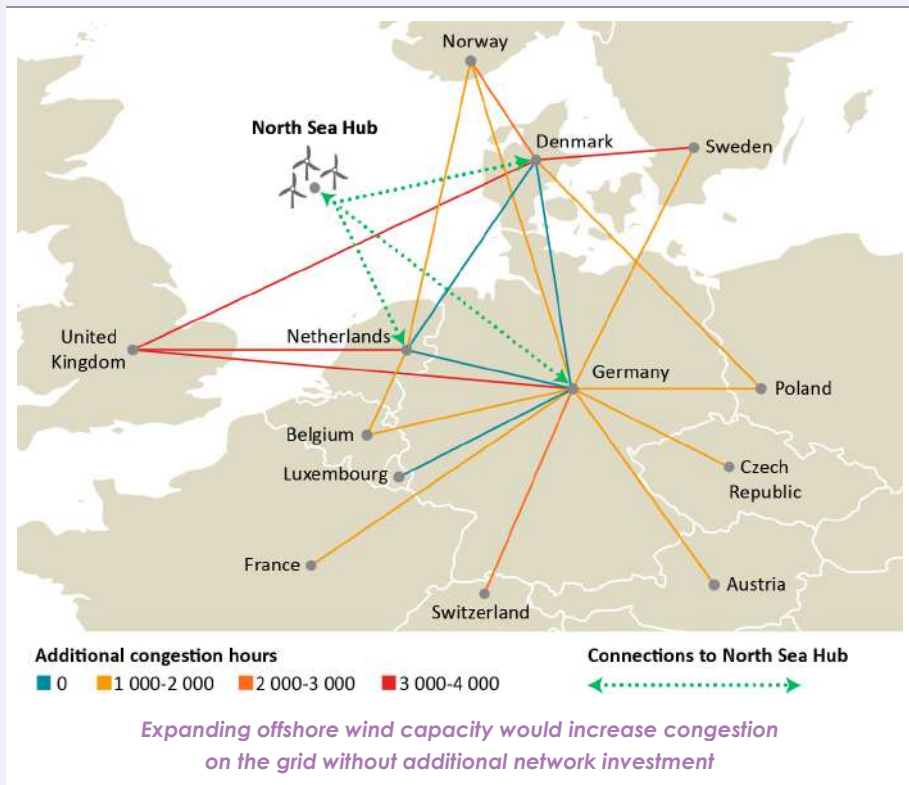 Norway
North Sea Hub
Denmark
Sweden
United
Kingdom
Netherlands
Germany
Poland
Belgium
Luxembourg
Czech
Republic
France
Switzerland
Austria
Additional congestion hours
0
1 000-2 000
2 000-3 000
3 000-4 000
Connections to North Sea Hub
Expanding offshore wind capacity would increase congestion
on the grid without additional network investment